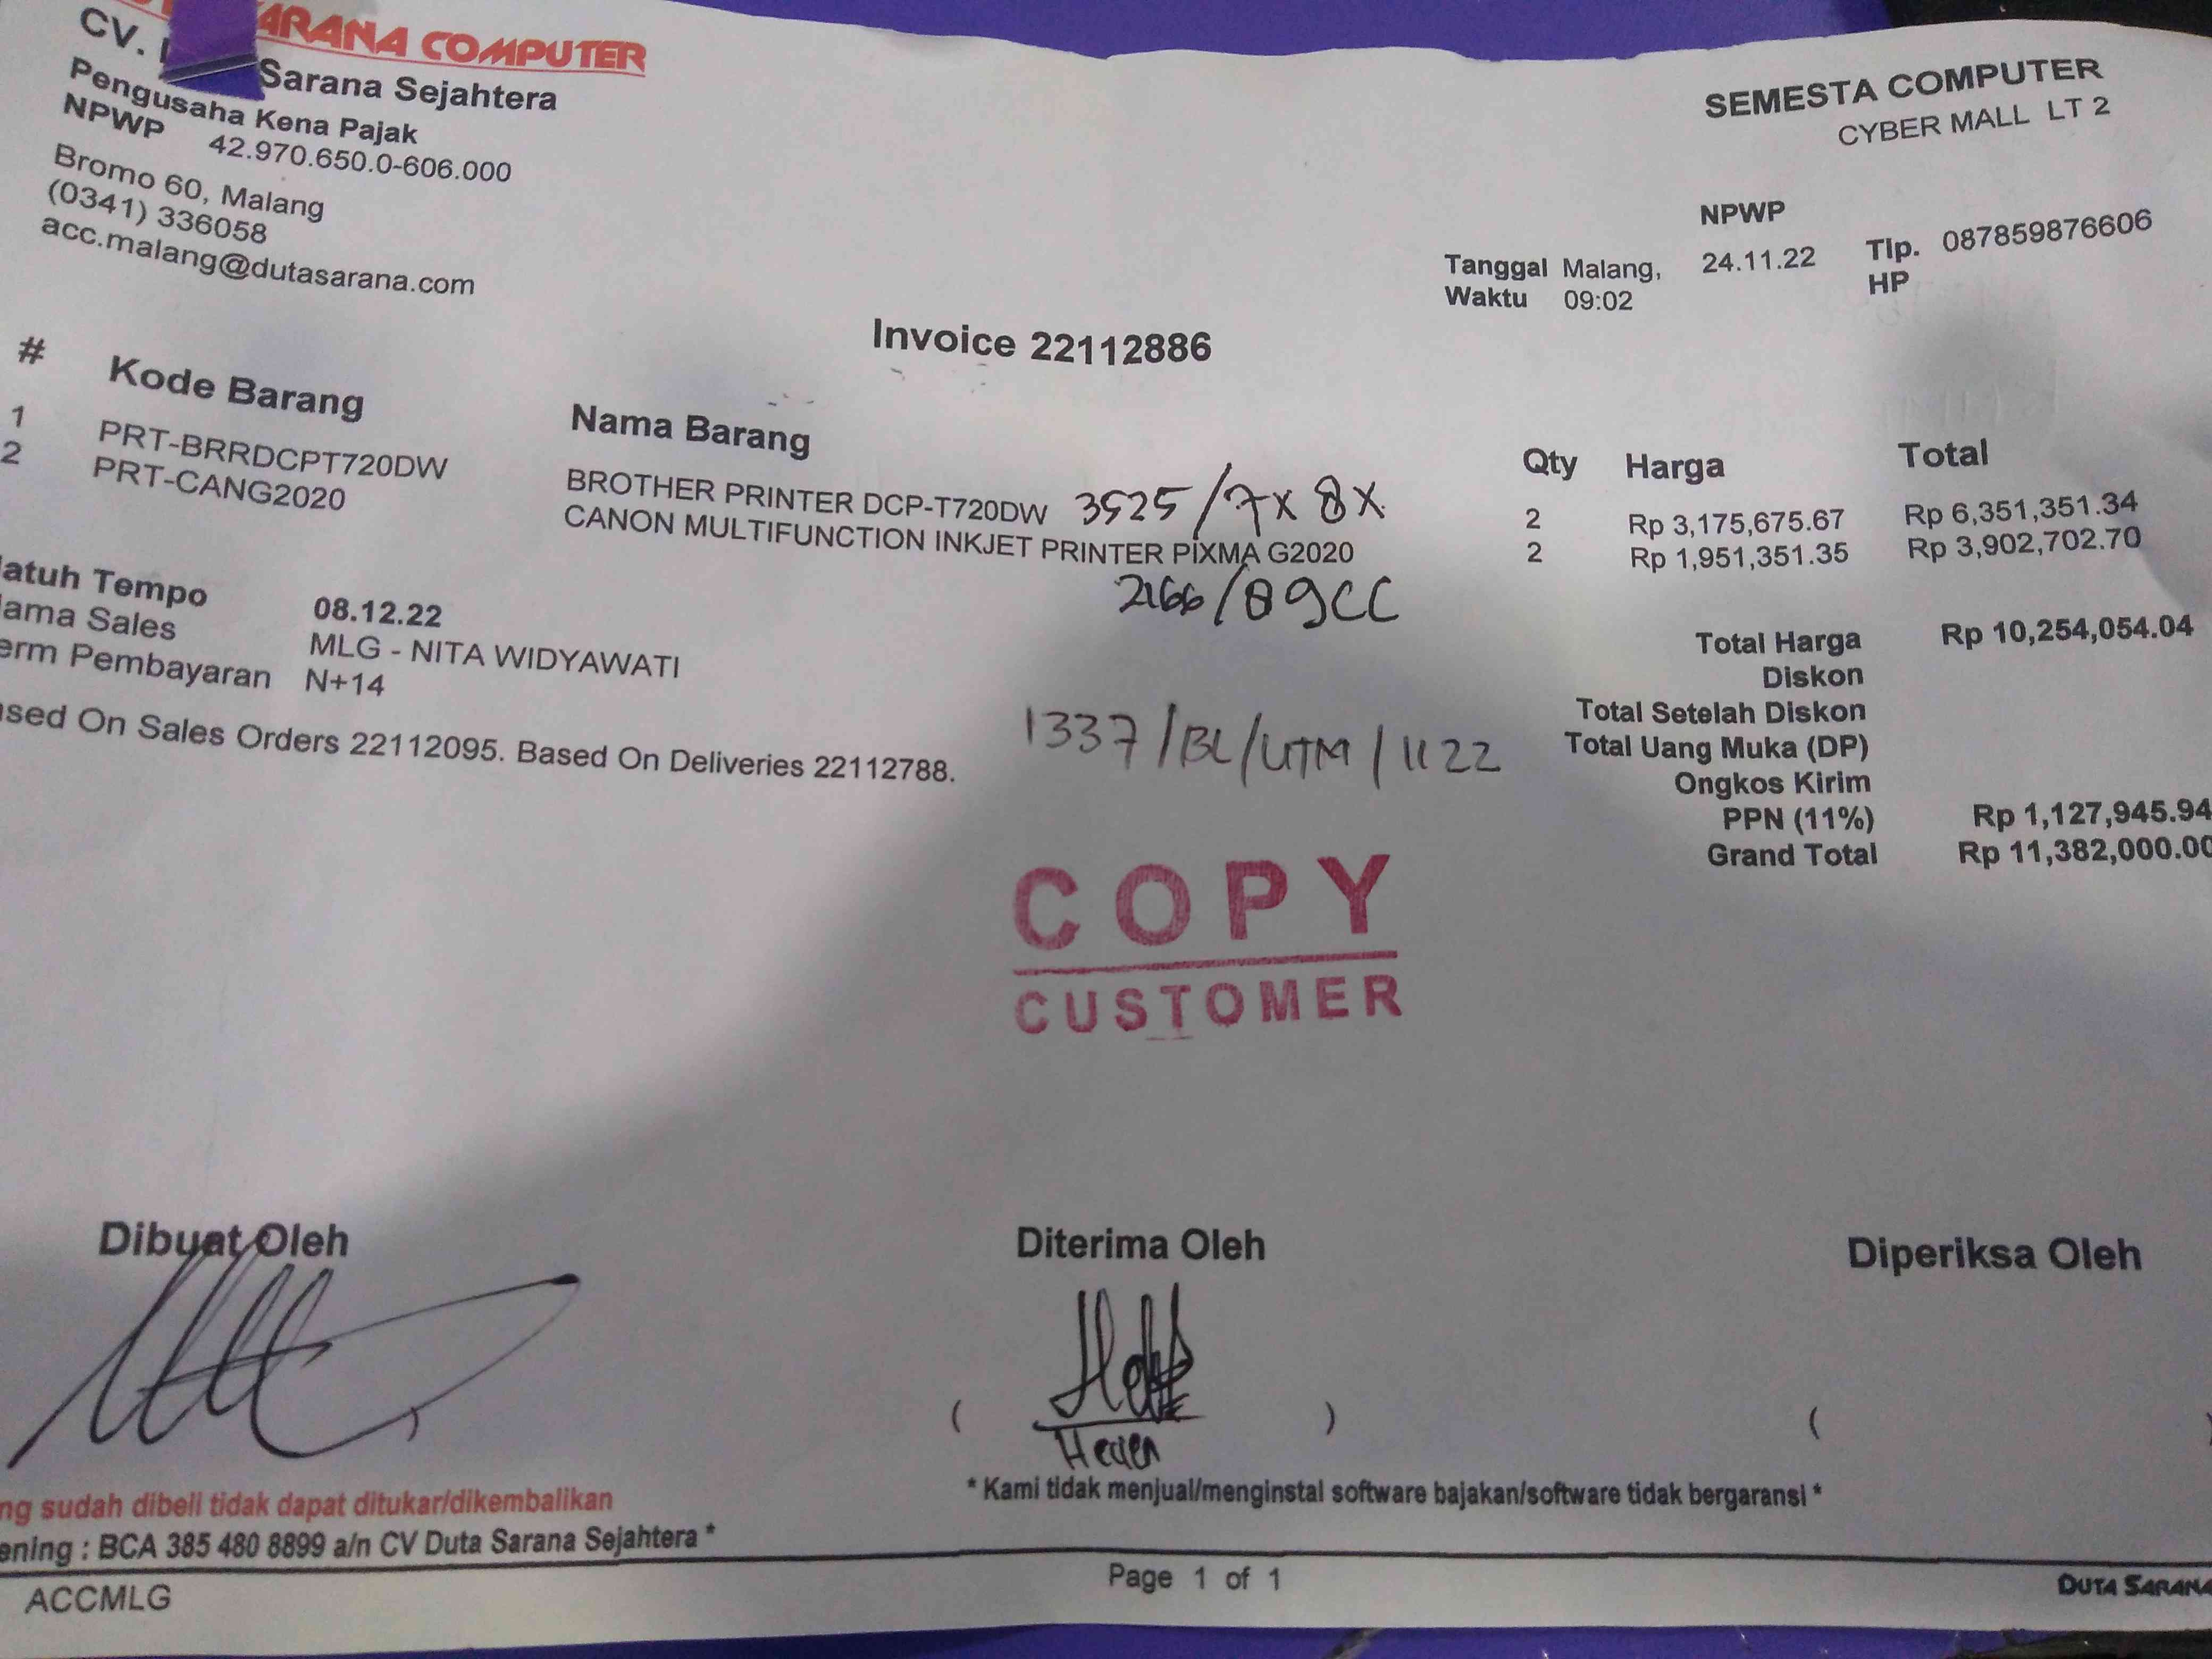 ARANA COMPUTER
CV. Sarana Sejahtera
Pengusaha Kena Pajak
NPWP 42.970.650.0-606.000
Bromo 60, Malang
(0341) 336058
acc.malang@dutasarana.com
SEMESTA COMPUTER
CYBER MALL LT 2
NPWP
Tanggal Malang, 24.11.22 Tlp. 087859876606
Waktu 09:02 HP
Invoice 22112886
# Kode Barang Nama Barang Qty Harga Total
1 PRT-BRRDCPT720DW BROTHER PRINTER DCP-T720DW 3525/7x 8x 2 Rp 3,175,675.67 Rp 6,351,351.34
2 PRT-CANG2020 CANON MULTIFUNCTION INKJET PRINTER PIXMA G2020 2 Rp 1,951,351.35 Rp 3,902,702.70
2166/89CC
atuh Tempo 08.12.22
ama Sales MLG - NITA WIDYAWATI
erm Pembayaran N+14
sed On Sales Orders 22112095. Based On Deliveries 22112788.
1337/BL/UTM/1122
Total Harga Rp 10,254,054.04
Diskon
Total Setelah Diskon
Total Uang Muka (DP)
Ongkos Kirim
PPN (11%) Rp 1,127,945.94
Grand Total Rp 11,382,000.00
COPY
CUSTOMER
Dibuat Oleh Diterima Oleh Diperiksa Oleh
( ) ( )
ng sudah dibeli tidak dapat ditukar/dikembalikan
* Kami tidak menjual/menginstal software bajakan/software tidak bergaransi *
ening : BCA 385 480 8899 a/n CV Duta Sarana Sejahtera *
ACCMLG Page 1 of 1 DUTA SARANA